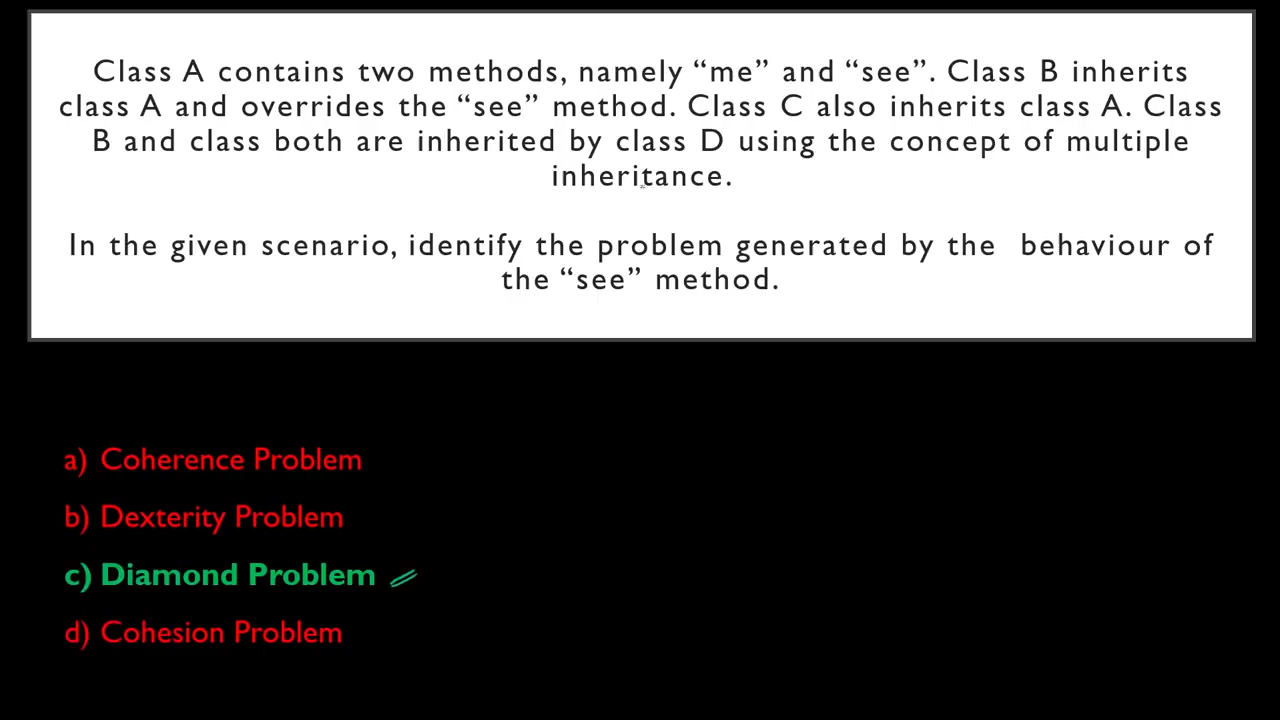 Class A contains two methods, namely “me” and “see”. Class B inherits
class A and overrides the “see” method. Class C also inherits class A. Class
B and class both are inherited by class D using the concept of multiple
inheritance.
In the given scenario, identify the problem generated by the behaviour of
the “see” method.
a) Coherence Problem
b) Dexterity Problem
c) Diamond Problem
d) Cohesion Problem